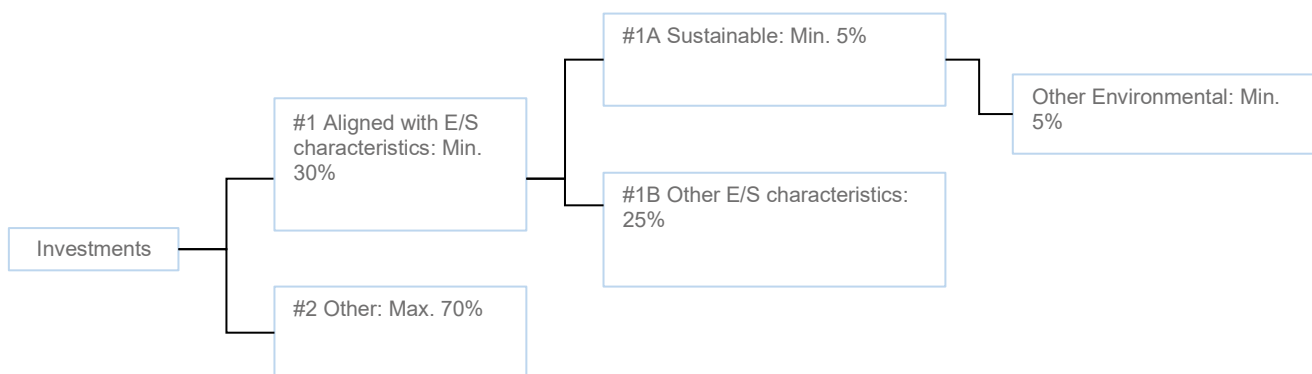 #1A Sustainable: Min. 5%
Other Environmental: Min.
5%
#1 Aligned with E/S
characteristics: Min.
30%
#1B Other E/S characteristics:
25%
Investments
#2 Other: Max. 70%